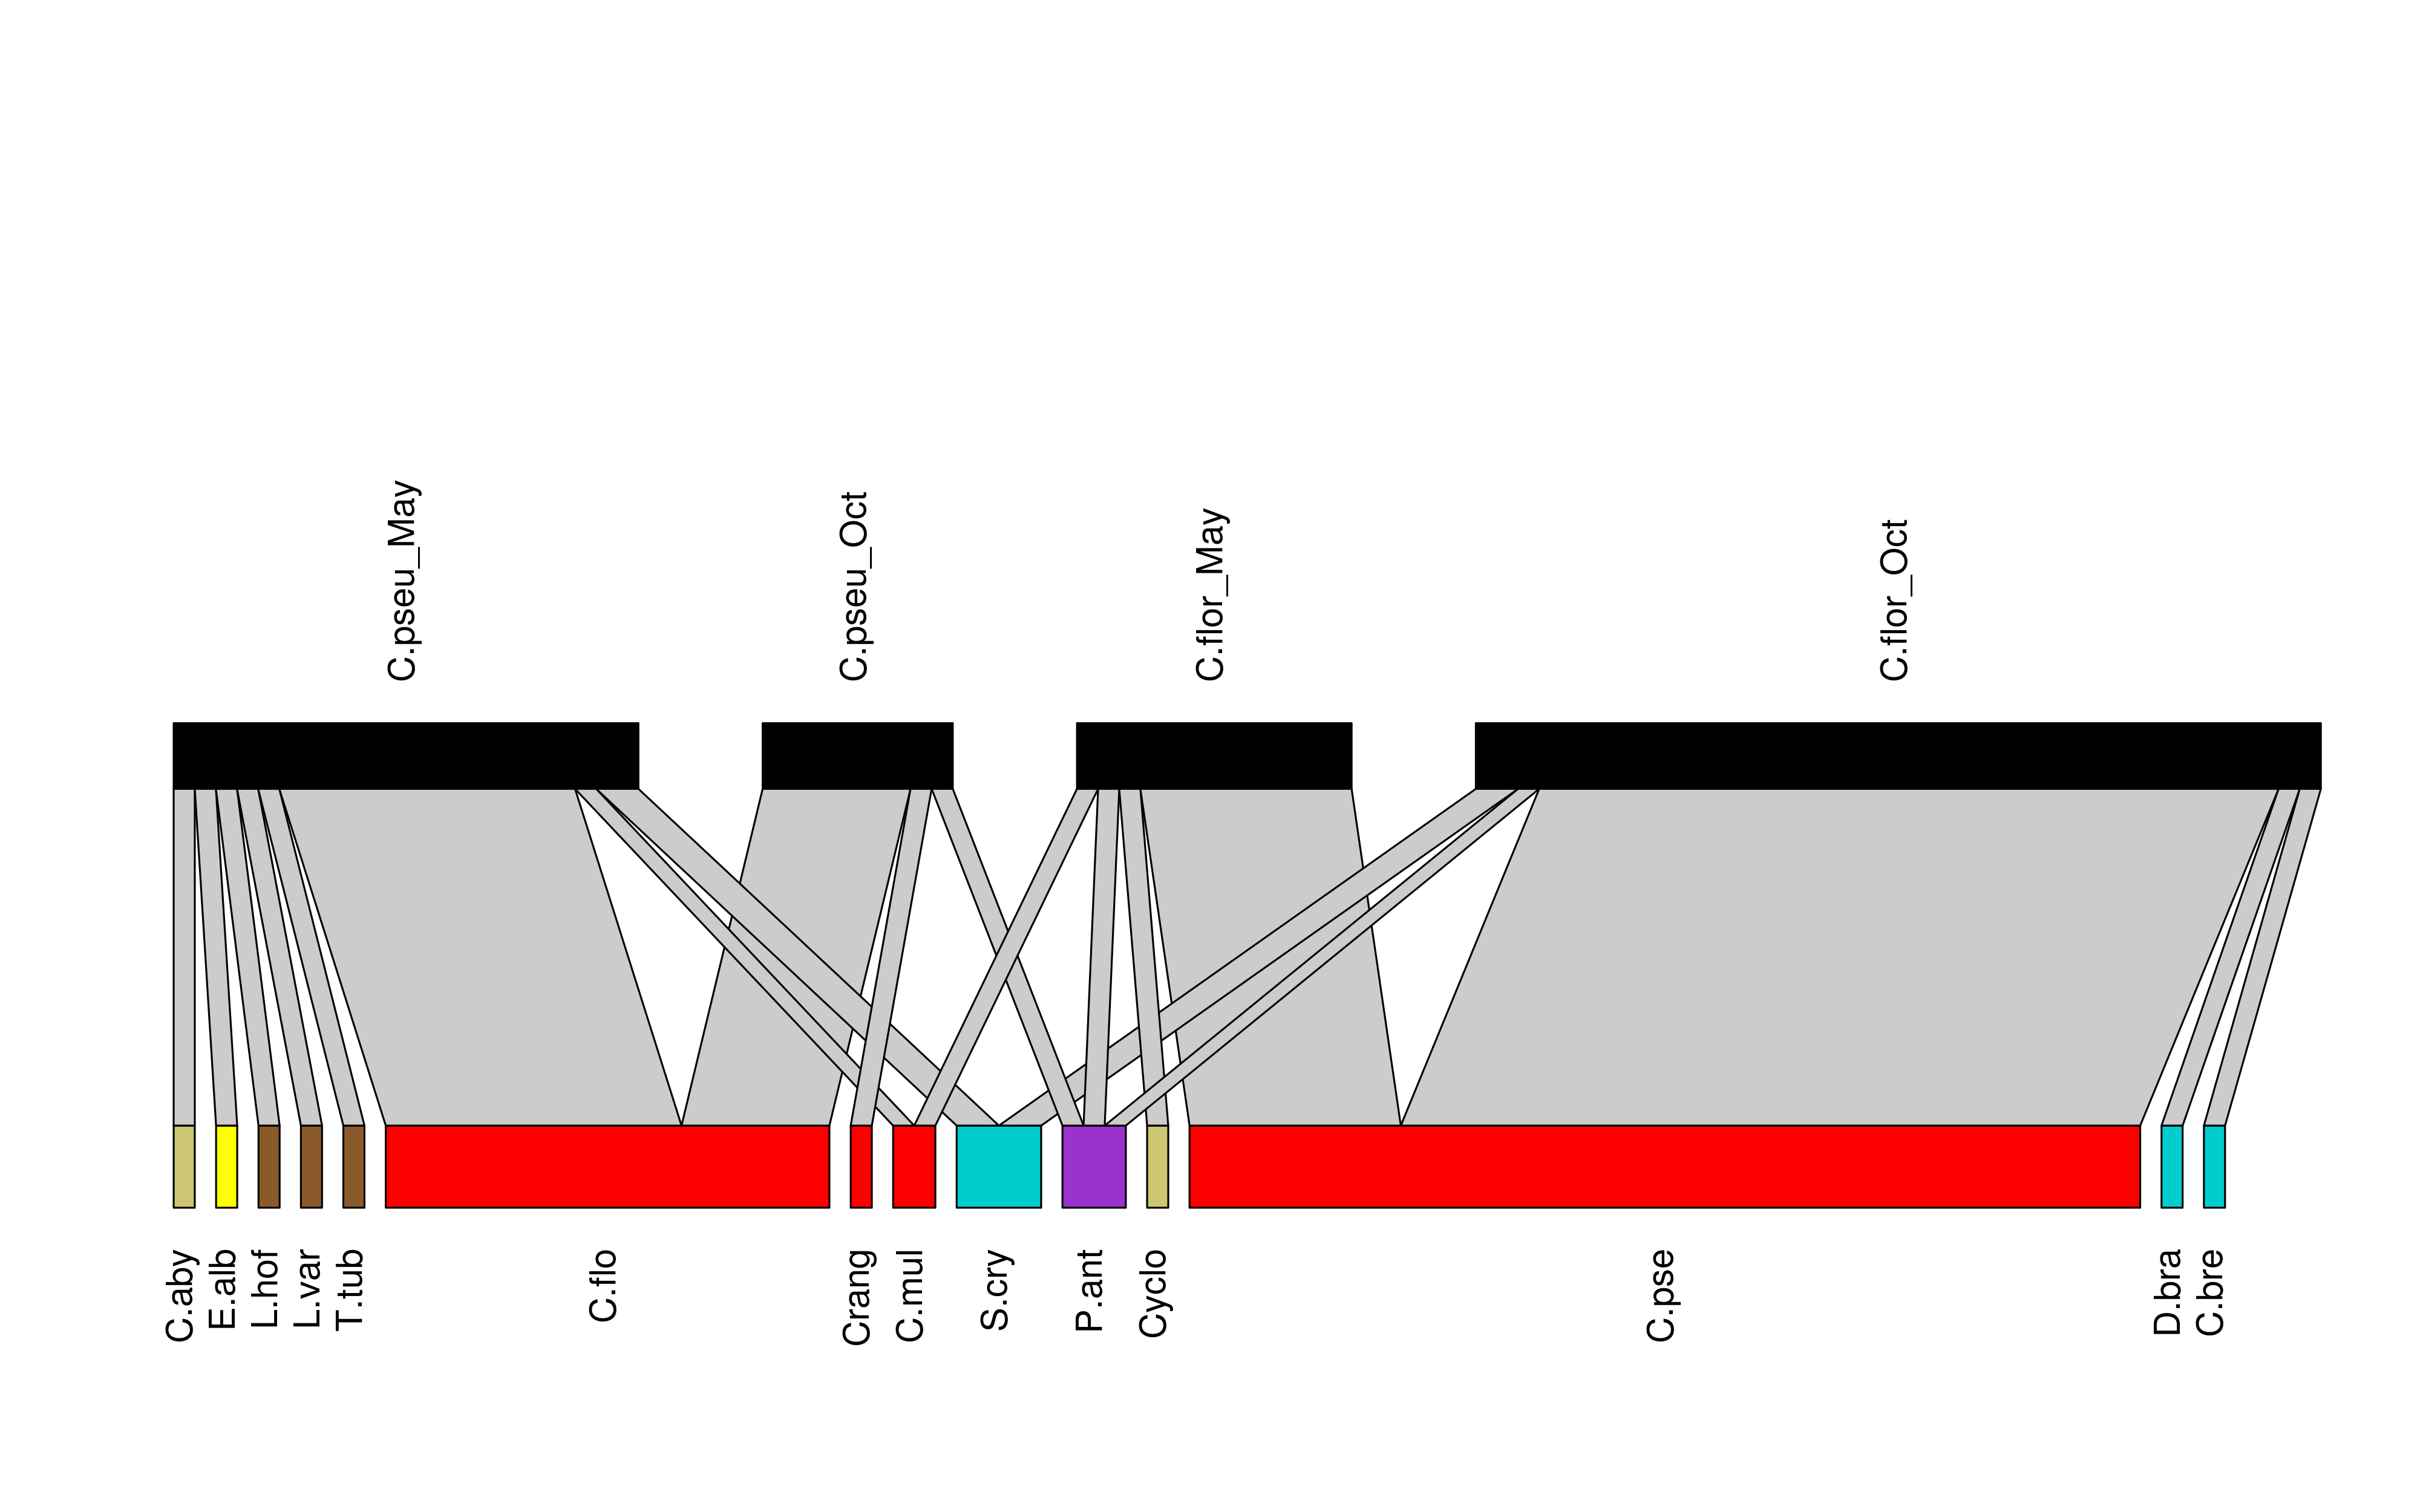 C.pseu_May
C.pseu_Oct
C.flor_May
C.flor_Oct
C.aby
E.alb
L.hof
L.var
T.tub
C.flo
Crang
C.mul
S.cry
P.ant
Cyclo
C.pse
D.bra
C.bre